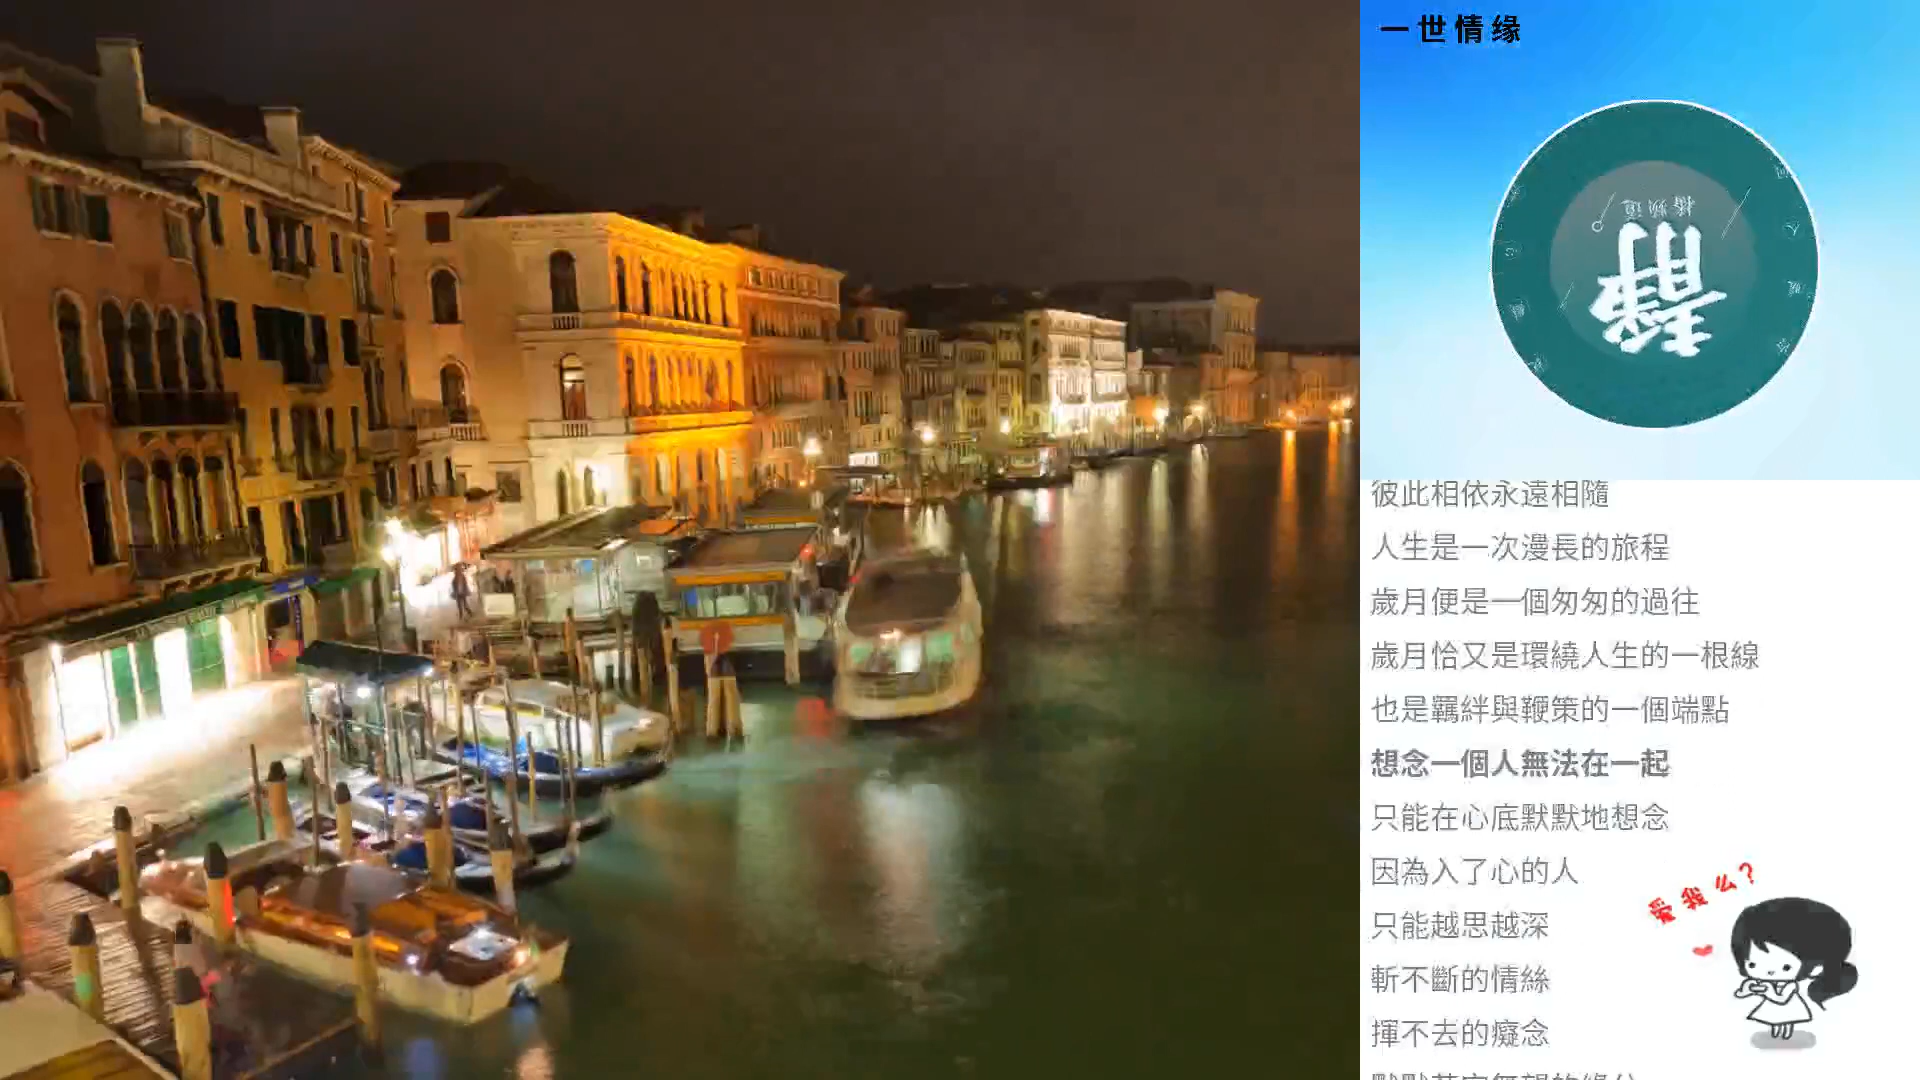 一世情缘
彼此相依永遠相隨
人生是一次漫長的旅程
歲月便是一個匆匆的過往
歲月恰又是環繞人生的一根線
也是羈絆與鞭策的一個端點
想念一個人無法在一起
只能在心底默默地想念
因為入了心的人
只能越思越深
斬不斷的情絲
揮不去的癡念
爱我么?